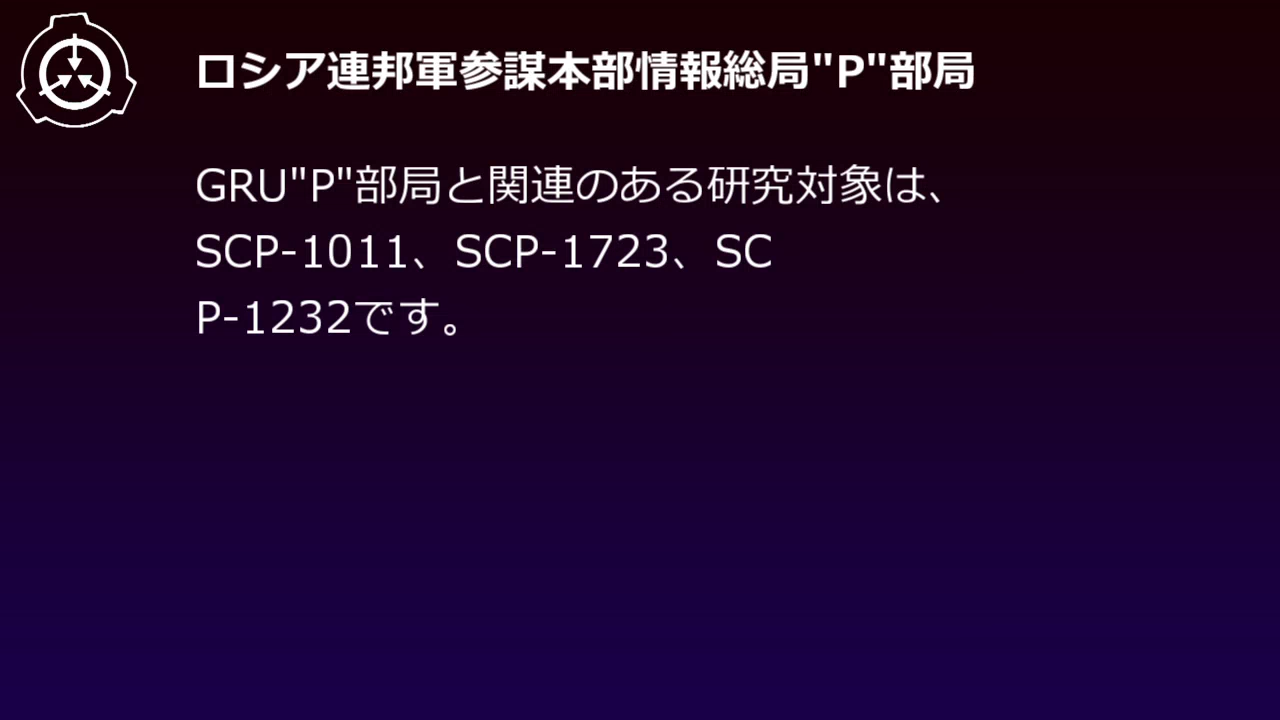 ロシア連邦軍参謀本部情報総局"P"部局
GRU"P"部局と関連のある研究対象は、
SCP-1011、SCP-1723、SC
P-1232です。